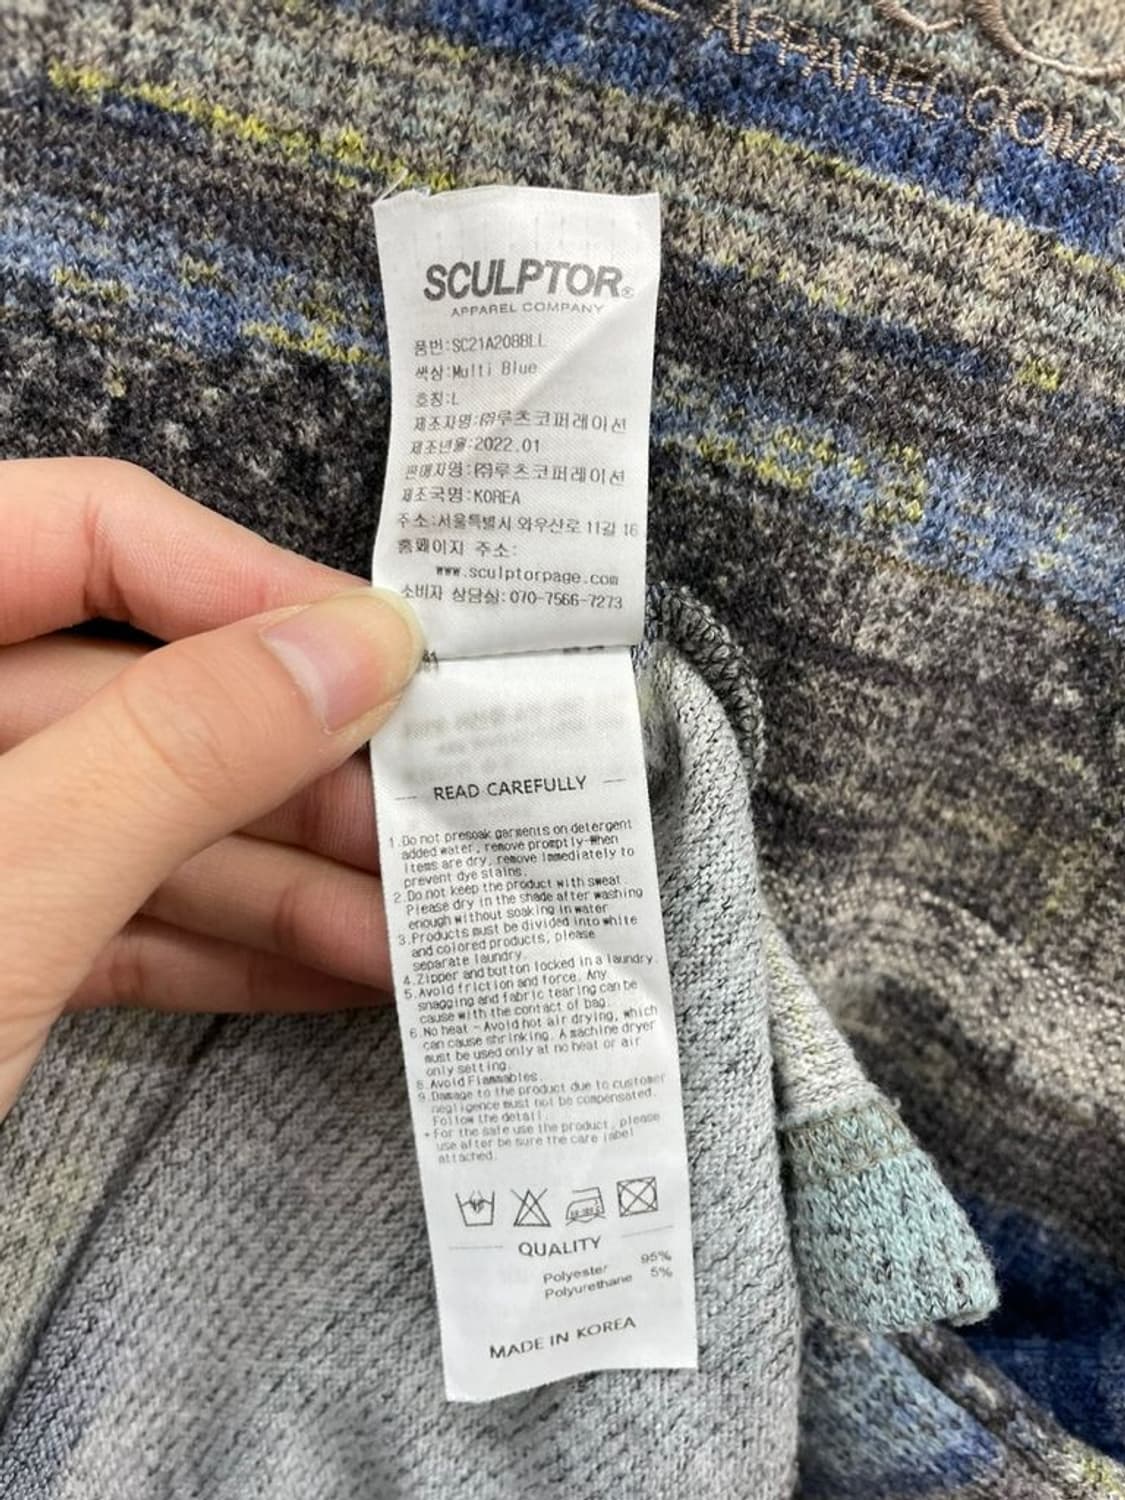 APPAREL COMP
SCULPTOR®
APPAREL COMPANY
품번:SC21A208BLL
색상:Multi Blue
호칭:L
제조자명:㈜루츠코퍼레이션
제조년월:2022.01
판매자명:㈜루츠코퍼레이션
제조국명:KOREA
주소:서울특별시 와우산로 11길 16
홈페이지 주소:
www.sculptorpage.com
소비자 상담실:070-7566-7273
READ CAREFULLY
1.Do not presoak garments on detergent
added water, remove promptly-When
items are dry, remove immediately to
prevent dye stains.
2.Do not keep the product with sweat.
Please dry in the shade after washing
enough without soaking in water
3.Products must be divided into white
and colored products, please
separate laundry.
4.Zipper and button locked in a laundry.
5.Avoid friction and force. Any
snagging and fabric tearing can be
cause with the contact of bag.
6.No heat - Avoid hot air drying, which
can cause shrinking. A machine dryer
must be used only at no heat or air
only setting.
8.Avoid Flammables.
9.Damage to the product due to customer
negligence must not be compensated.
Follow the detail.
For the safe use the product, please
use after be sure the care label
attached.
QUALITY
Polyester 95%
Polyurethane 5%
MADE IN KOREA